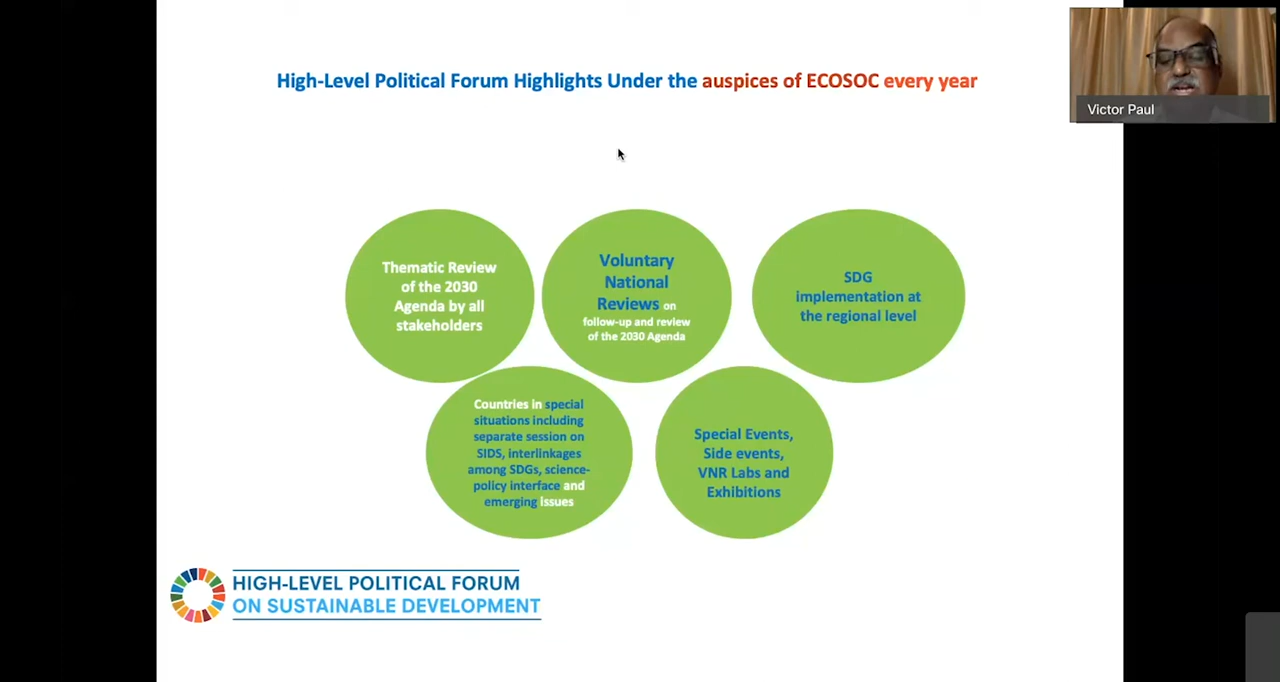 High-Level Political Forum Highlights Under the auspices of ECOSOC every year
Victor Paul
Thematic Review
of the 2030
Agenda by all
stakeholders
Voluntary
National
Reviews on
follow-up and review
of the 2030 Agenda
SDG
implementation at
the regional level
Countries in special
situations including
separate session on
SIDS, interlinkages
among SDGs, science-
policy interface and
emerging issues
Special Events,
Side events,
VNR Labs and
Exhibitions
HIGH-LEVEL POLITICAL FORUM
ON SUSTAINABLE DEVELOPMENT